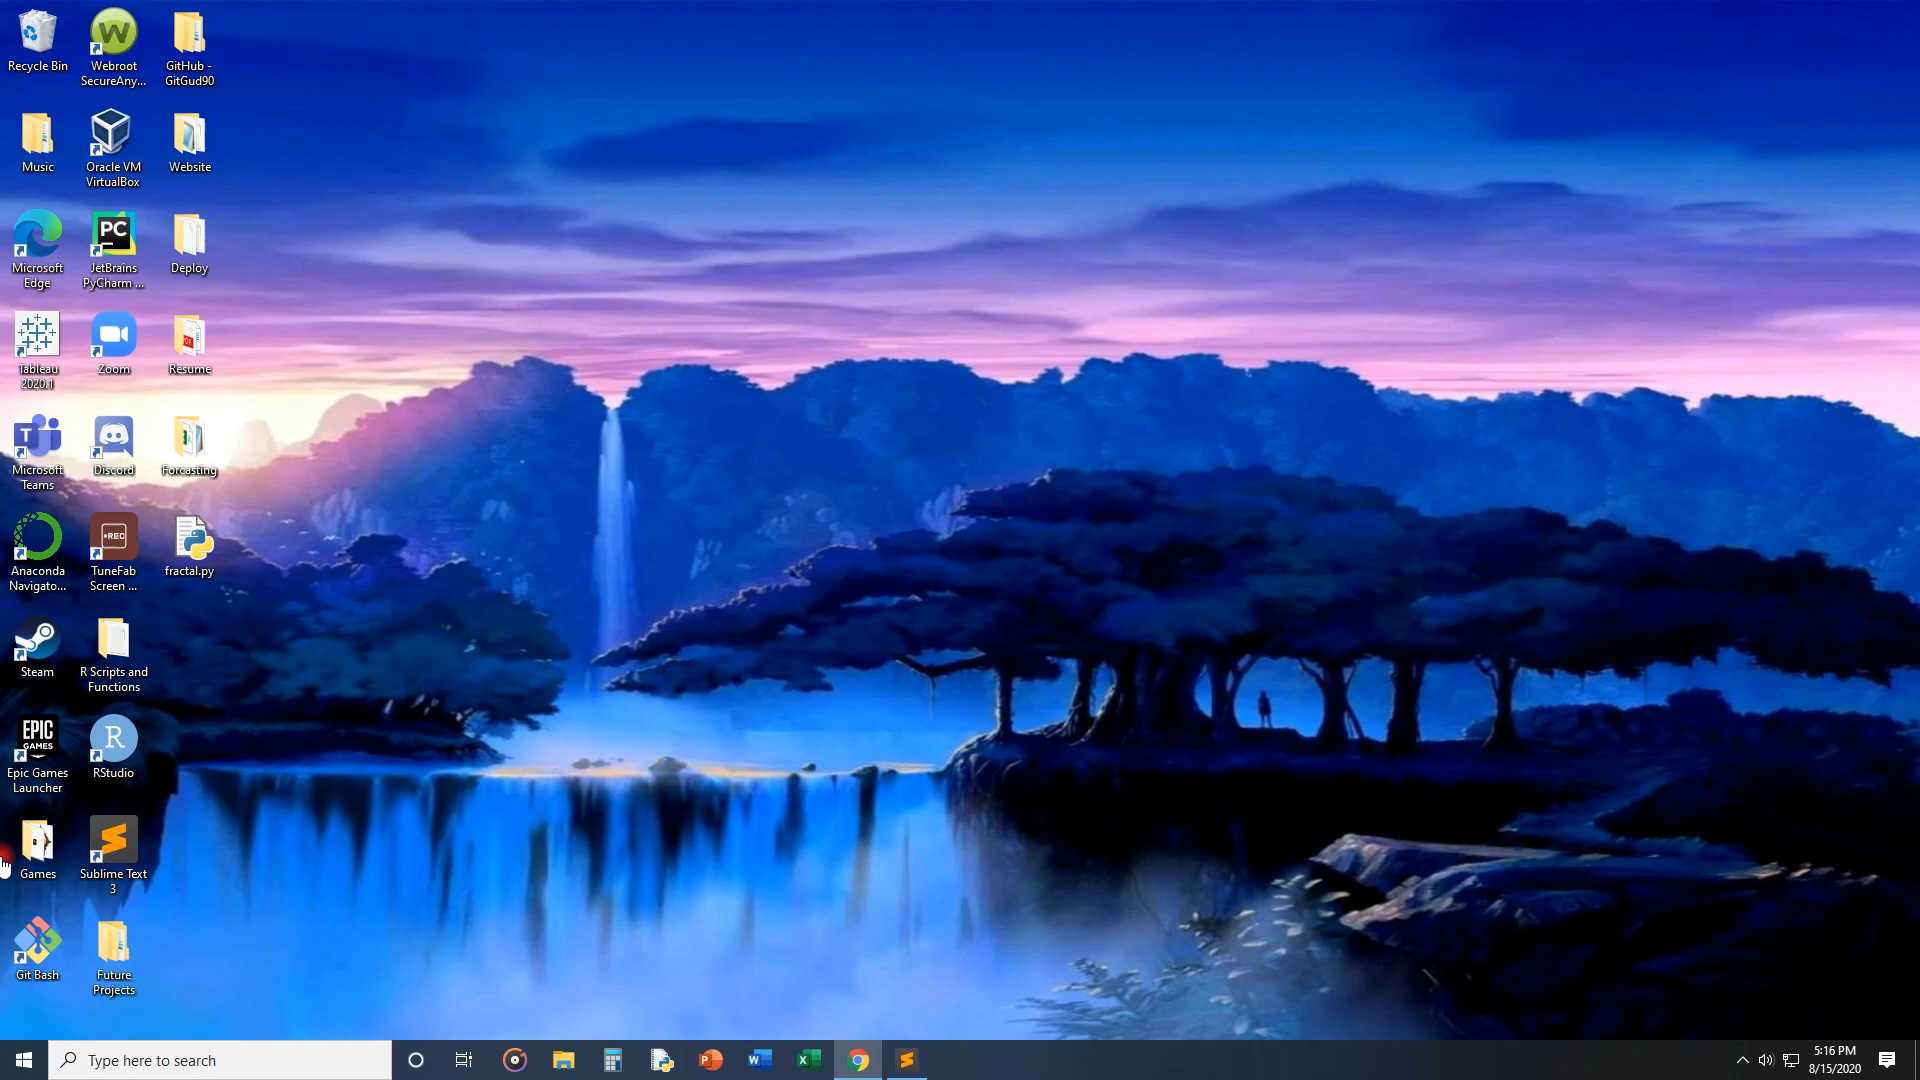 Recycle Bin
Webroot
SecureAny...
GitHub -
GitGud90
Music
Oracle VM
VirtualBox
Website
Microsoft
Edge
PC
JetBrains
PyCharm ...
Deploy
Tableau
2020.1
Zoom
PDF
Resume
T
Microsoft
Teams
Discord
Forcasting
Anaconda
Navigato...
REC
TuneFab
Screen ...
fractal.py
Steam
R Scripts and
Functions
EPIC
GAMES
Epic Games
Launcher
R
RStudio
Games
Sublime Text
3
Git Bash
Future
Projects
Type here to search
5:16 PM
8/15/2020